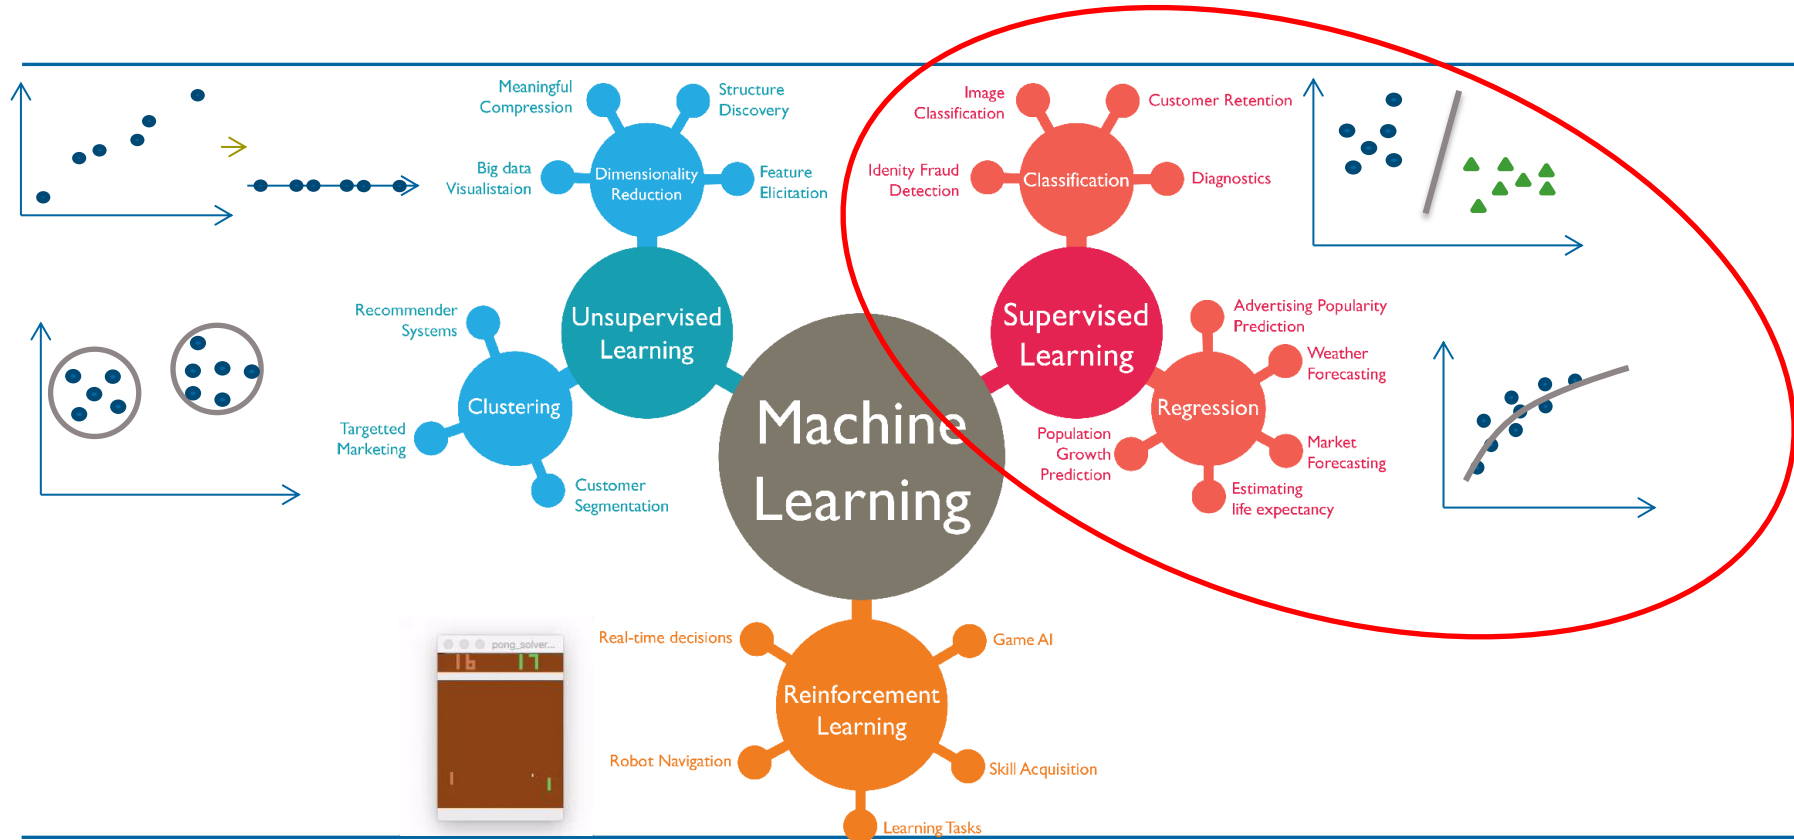 Meaningful
Compression
Structure
Discovery
Big data
Visualistaion
Dimensionality
Reduction
Feature
Elicitation
Image
Classification
Customer Retention
Idenity Fraud
Detection
Classification
Diagnostics
Unsupervised
Learning
Supervised
Learning
Recommender
Systems
Clustering
Targetted
Marketing
Customer
Segmentation
Advertising Popularity
Prediction
Weather
Forecasting
Regression
Population
Growth
Prediction
Market
Forecasting
Estimating
life expectancy
Machine
Learning
pong_solver...
16 17
Real-time decisions
Game AI
Reinforcement
Learning
Robot Navigation
Skill Acquisition
Learning Tasks